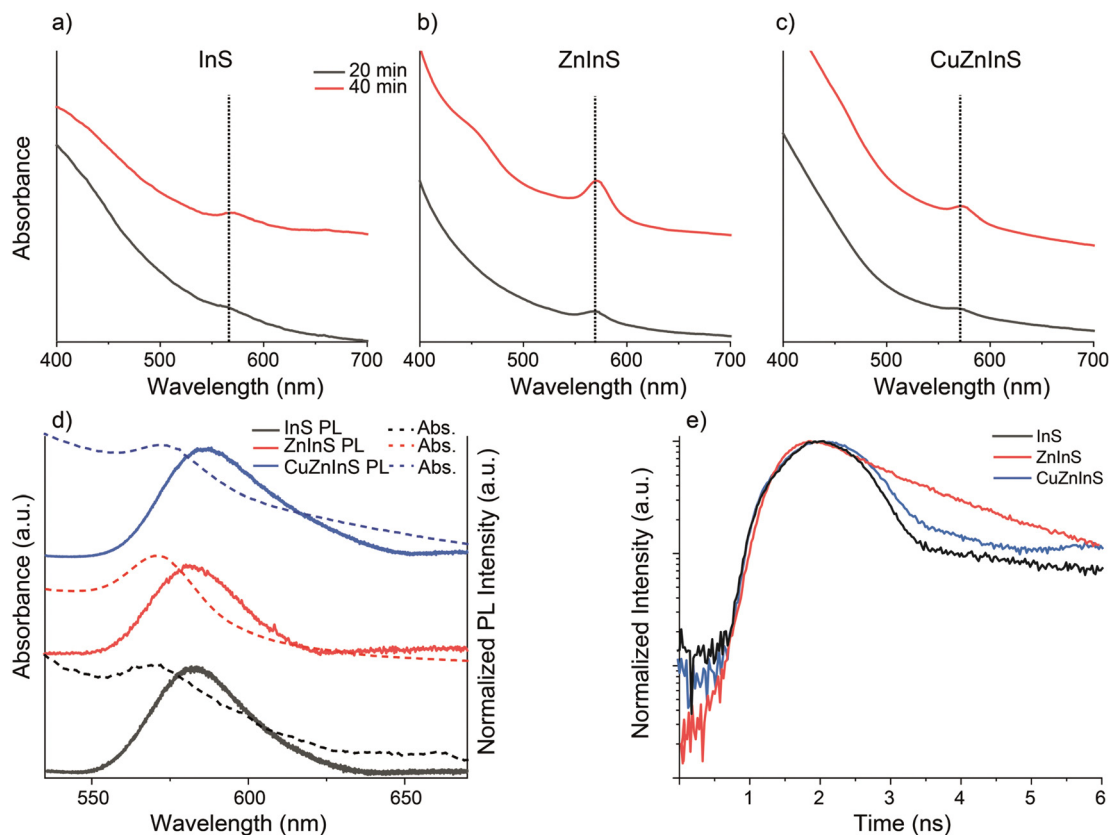 a)
InS
20 min
40 min
Absorbance
400
500
600
700
Wavelength (nm)
b)
ZnInS
400
500
600
700
Wavelength (nm)
c)
CuZnInS
400
500
600
700
Wavelength (nm)
d)
InS PL
Abs.
ZnInS PL
Abs.
CuZnInS PL
Abs.
Absorbance (a.u.)
Normalized PL Intensity (a.u.)
550
600
650
Wavelength (nm)
e)
InS
ZnInS
CuZnInS
Normalized Intensity (a.u.)
1
2
3
4
5
6
Time (ns)